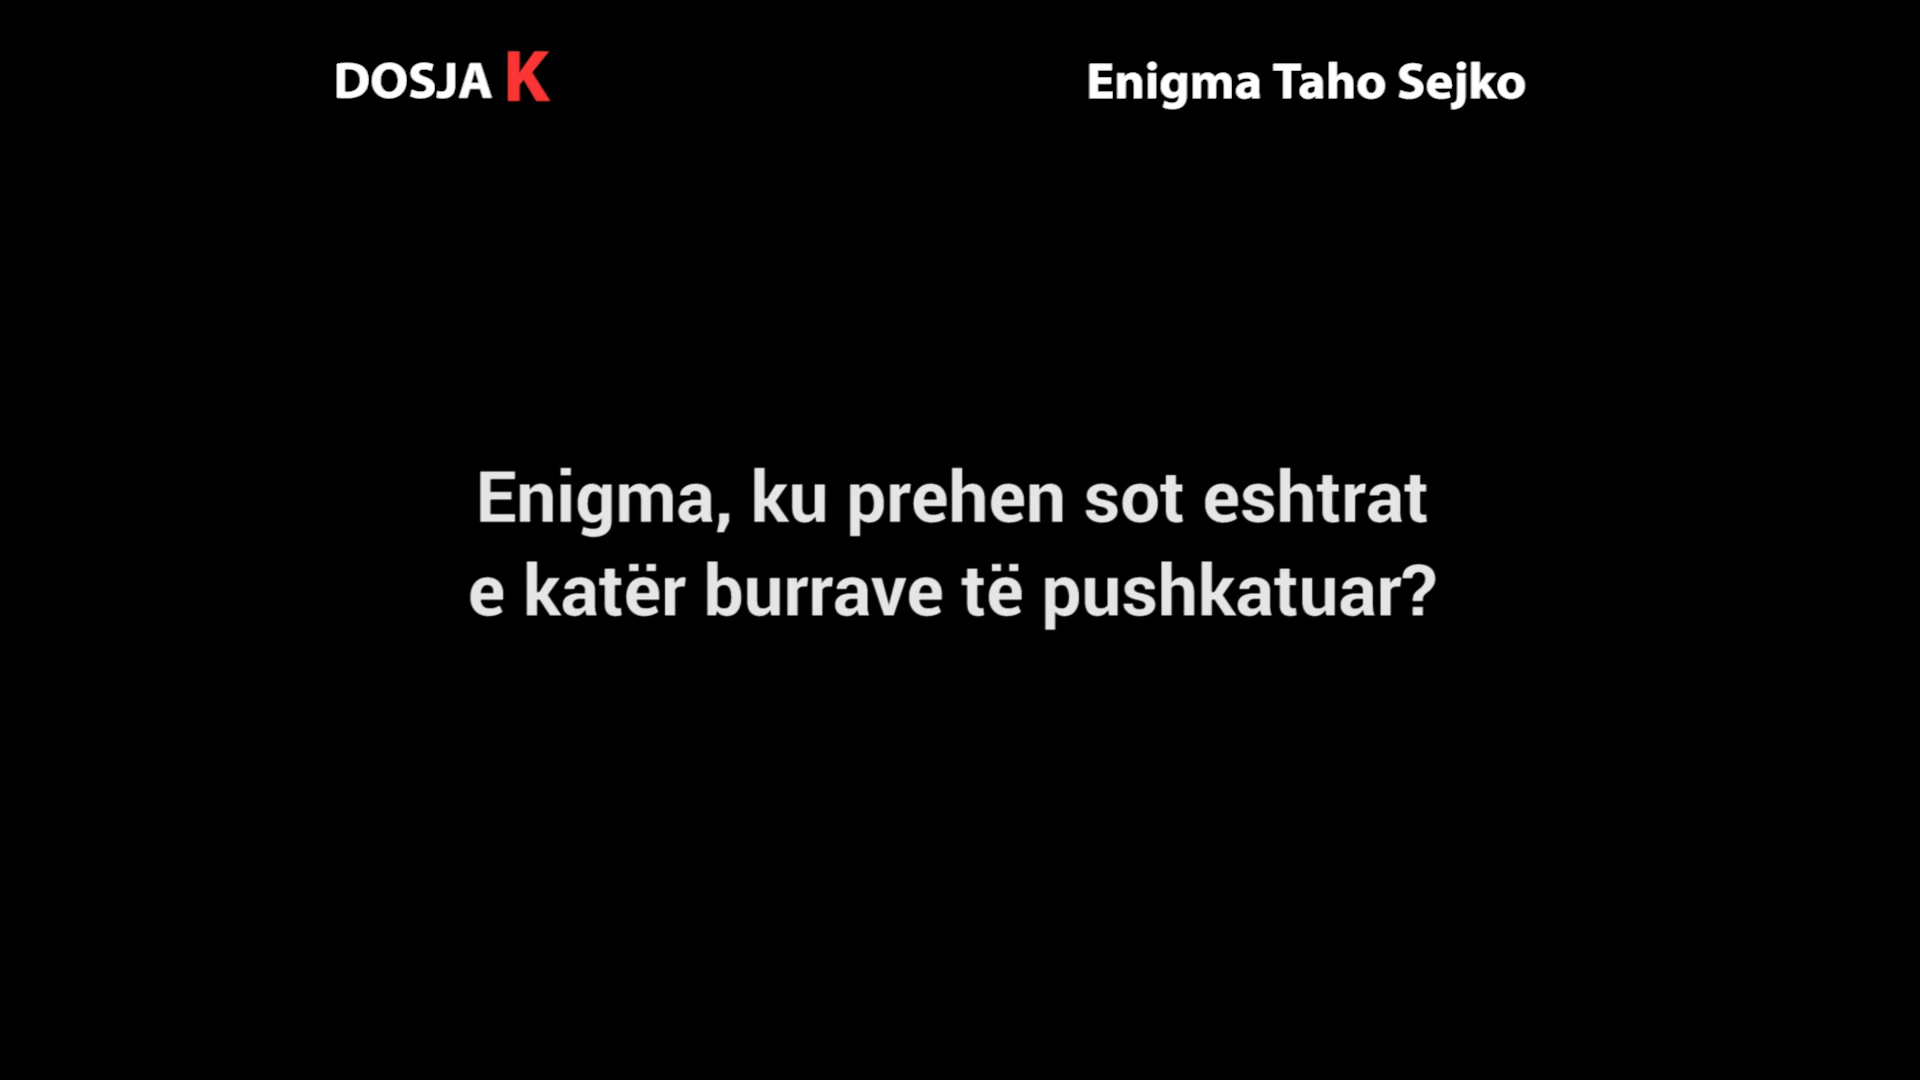 DOSJA K
Enigma Taho Sejko
Enigma, ku prehen sot eshtrat
e katër burrave të pushkatuar?